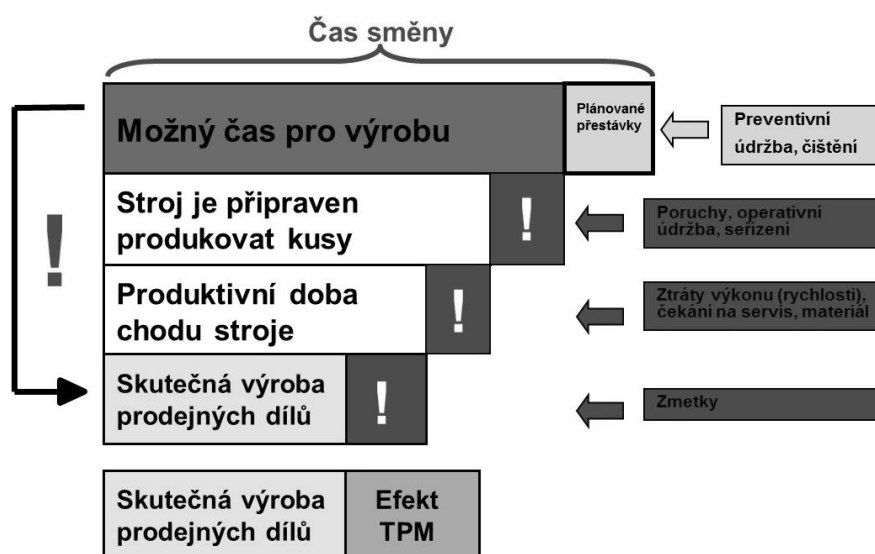 Čas směny
Možný čas pro výrobu
Plánované
přestávky
Preventivní
údržba, čištění
Stroj je připraven
produkovat kusy
!
Poruchy, operativní
údržba, seřízení
!
Produktivní doba
chodu stroje
!
Ztráty výkonu (rychlosti),
čekání na servis, materiál
Skutečná výroba
prodejných dílů
!
Zmetky
Skutečná výroba
prodejných dílů
Efekt
TPM